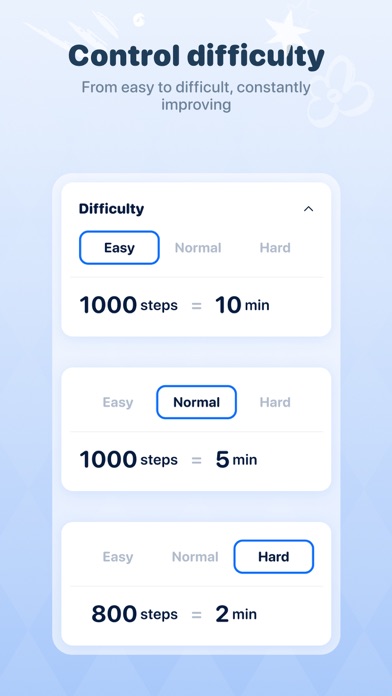 Control difficulty
From easy to difficult, constantly
improving
Difficulty
Easy Normal Hard
1000 steps = 10 min
Easy Normal Hard
1000 steps = 5 min
Easy Normal Hard
800 steps = 2 min